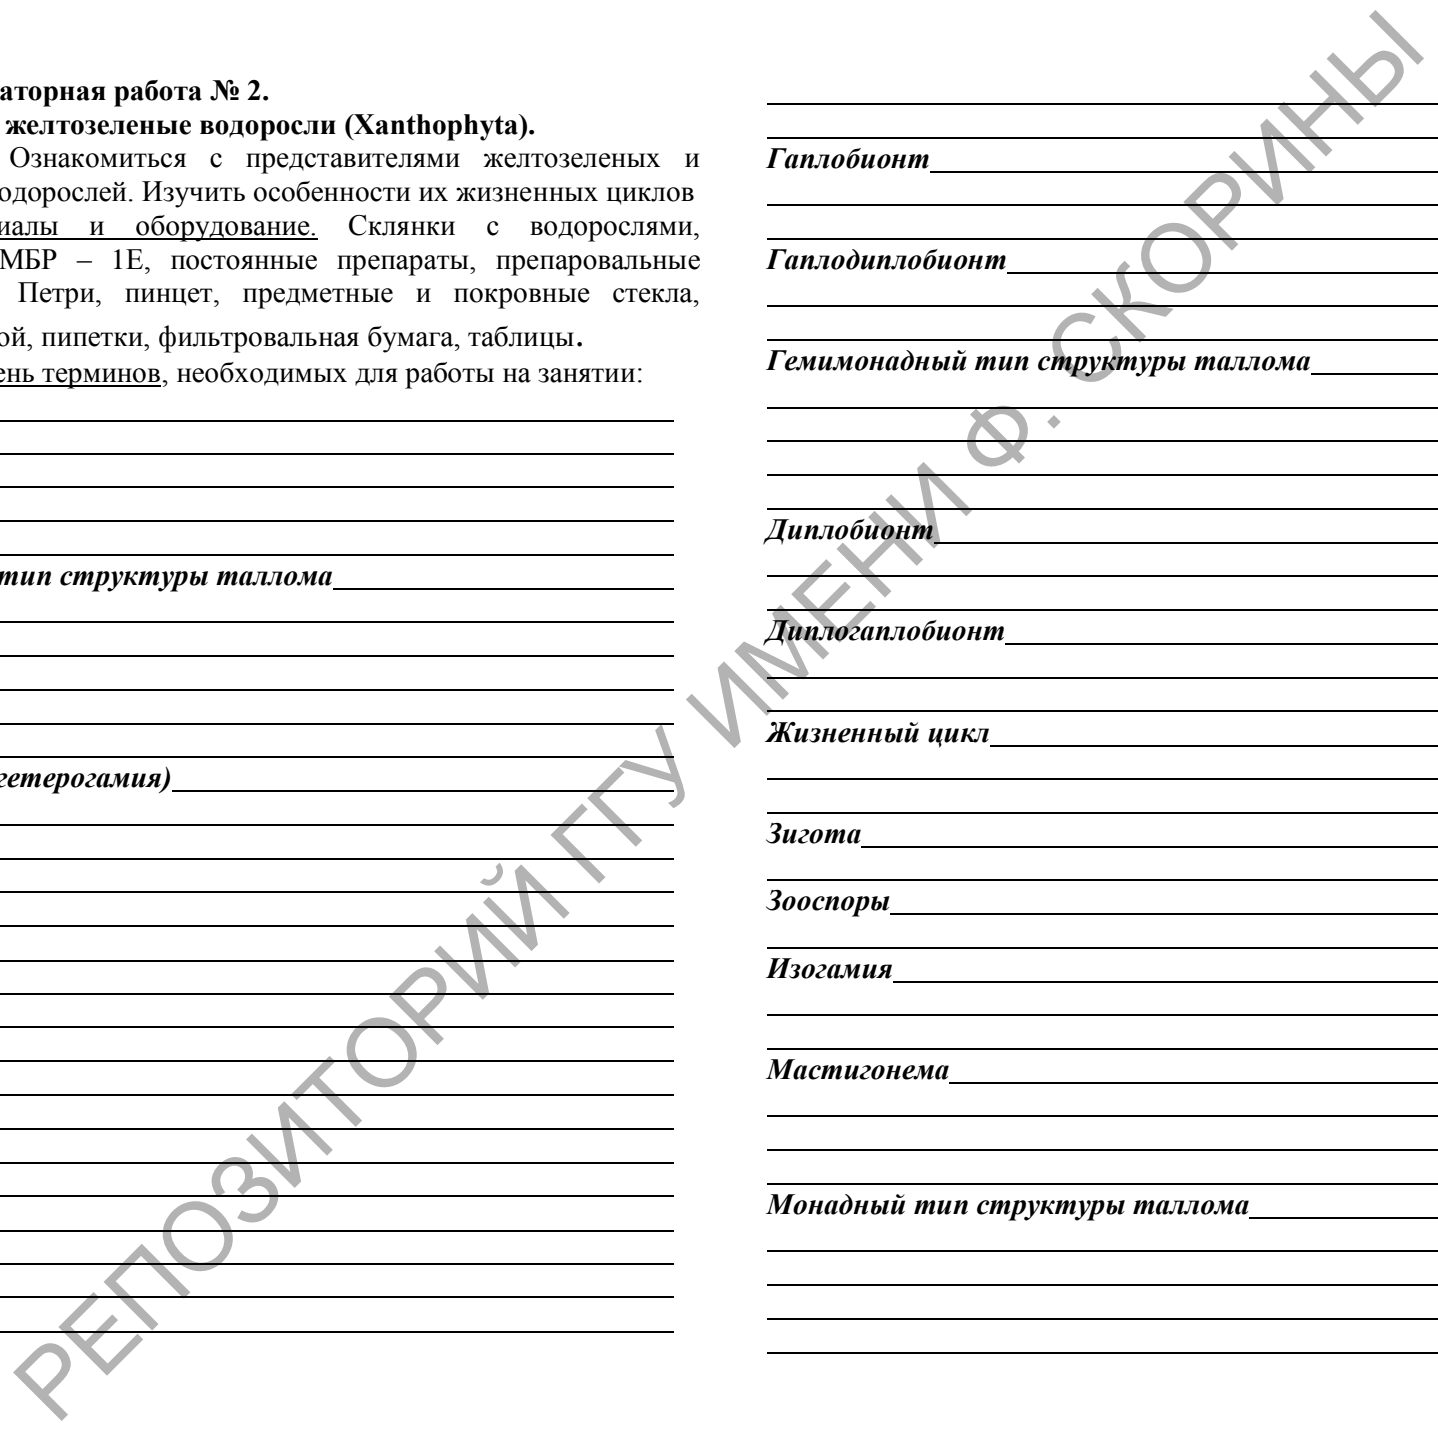 аторная работа № 2.
желтозеленые водоросли (Xanthophyta).
Ознакомиться с представителями желтозеленых и
одорослей. Изучить особенности их жизненных циклов
иалы и оборудование. Склянки с водорослями,
МБР – 1Е, постоянные препараты, препаровальные
Петри, пинцет, предметные и покровные стекла,
ой, пипетки, фильтровальная бумага, таблицы.
ень терминов, необходимых для работы на занятии:
тип структуры таллома
гетерогамия)
Гаплобионт
Гаплодиплобионт
Гемимонадный тип структуры таллома
Диплобионт
Диплогаплобионт
Жизненный цикл
Зигота
Зооспоры
Изогамия
Мастигонема
Монадный тип структуры таллома
РЕПОЗИТОРИЙ ГГУ ИМЕНИ Ф. СКОРИНЫ